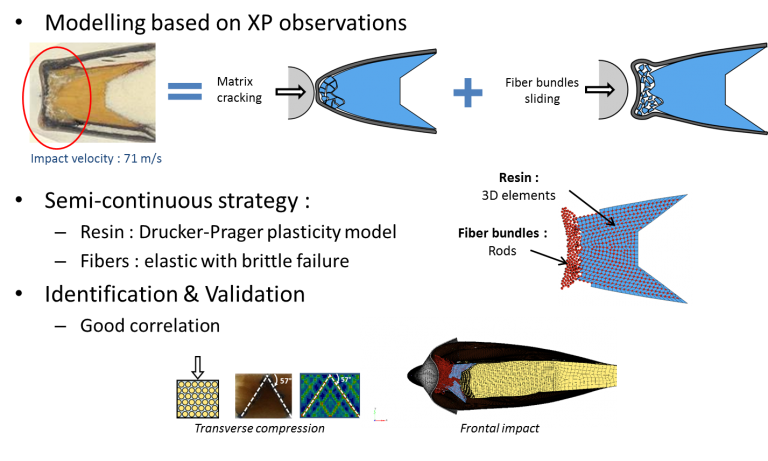 • Modelling based on XP observations
Matrix
cracking
Fiber bundles
sliding
Impact velocity : 71 m/s
• Semi-continuous strategy :
– Resin : Drucker-Prager plasticity model
– Fibers : elastic with brittle failure
Resin :
3D elements
Fiber bundles :
Rods
• Identification & Validation
– Good correlation
57°
57°
Transverse compression
Frontal impact